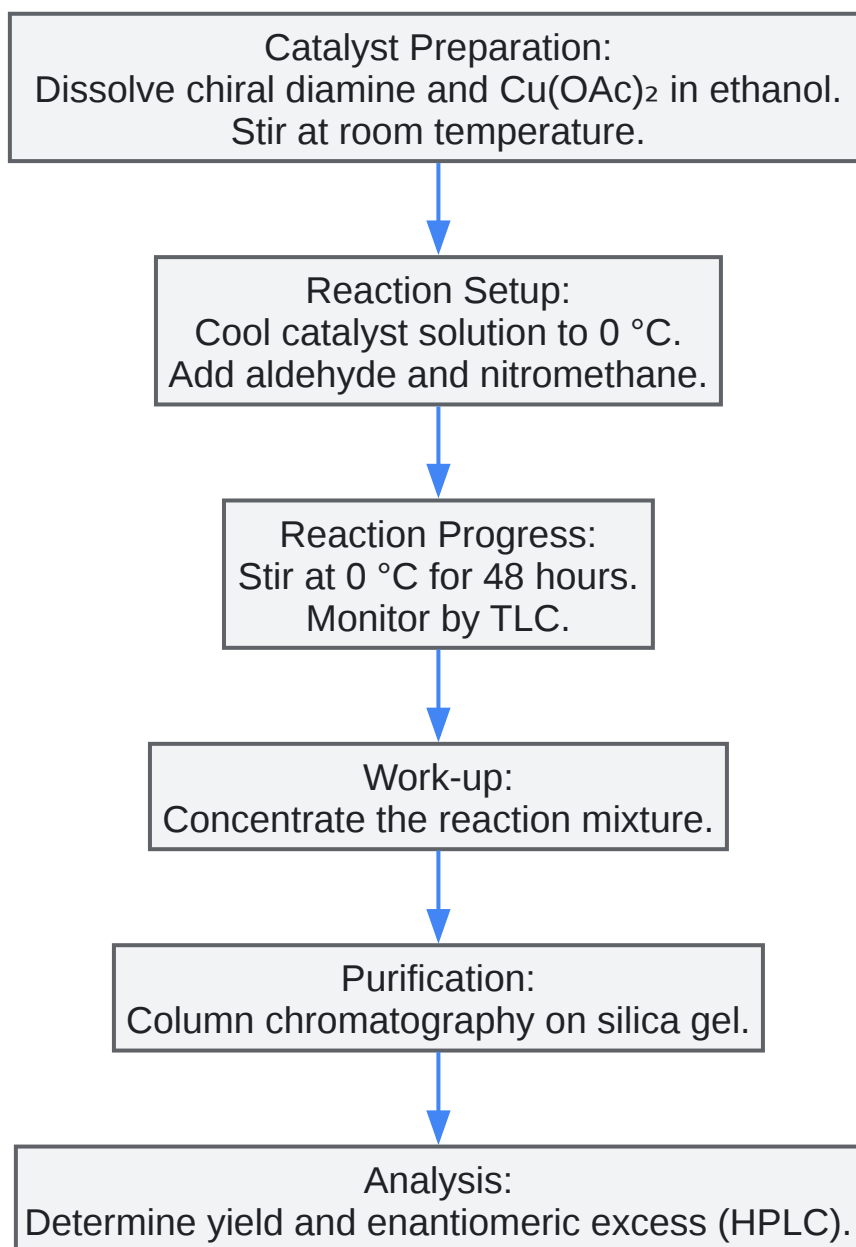 Catalyst Preparation:
Dissolve chiral diamine and Cu(OAc)₂ in ethanol.
Stir at room temperature.
Reaction Setup:
Cool catalyst solution to 0 °C.
Add aldehyde and nitromethane.
Reaction Progress:
Stir at 0 °C for 48 hours.
Monitor by TLC.
Work-up:
Concentrate the reaction mixture.
Purification:
Column chromatography on silica gel.
Analysis:
Determine yield and enantiomeric excess (HPLC).